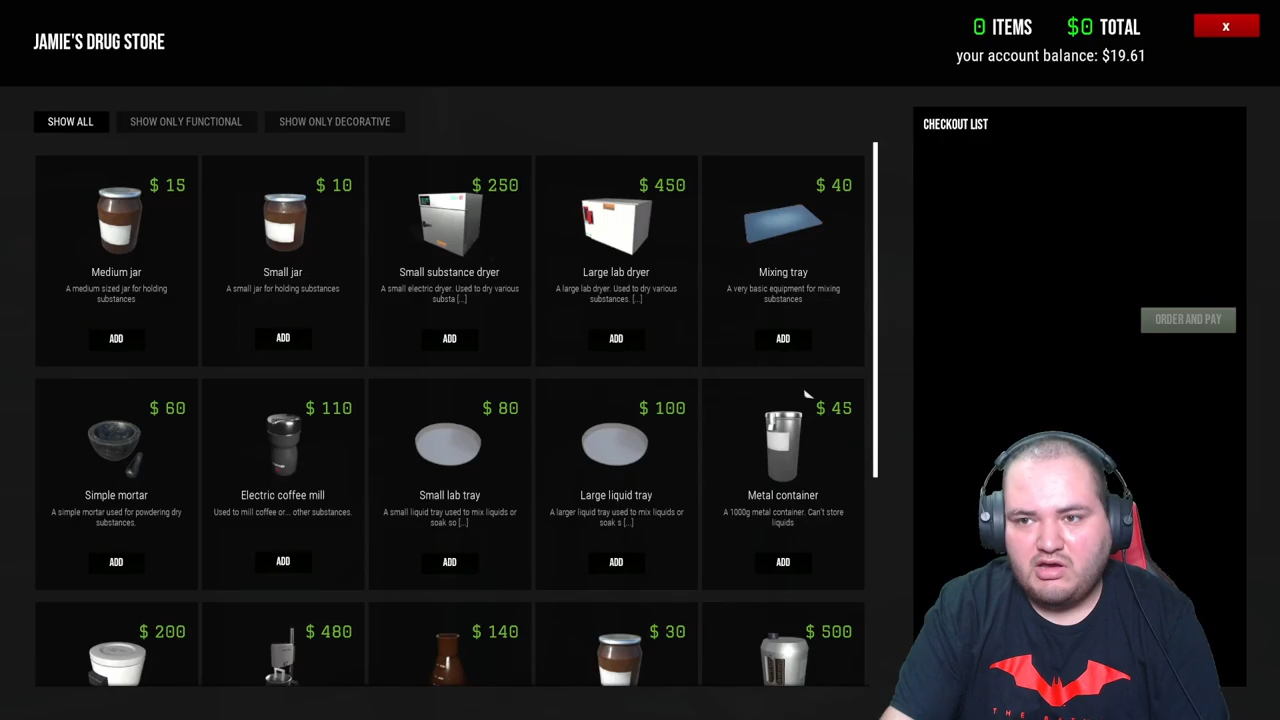 JAMIE'S DRUG STORE
0 ITEMS $0 TOTAL
x
your account balance: $19.61
SHOW ALL
SHOW ONLY FUNCTIONAL
SHOW ONLY DECORATIVE
CHECKOUT LIST
$ 15
Medium jar
A medium sized jar for holding
substances
ADD
$ 10
Small jar
A small jar for holding substances
ADD
$ 250
Small substance dryer
A small electric dryer. Used to dry various
substa [...]
ADD
$ 450
Large lab dryer
A large lab dryer. Used to dry various
substances. [...]
ADD
$ 40
Mixing tray
A very basic equipment for mixing
substances
ADD
ORDER AND PAY
$ 60
Simple mortar
A simple mortar used for powdering dry
substances.
ADD
$ 110
Electric coffee mill
Used to mill coffee or... other substances.
ADD
$ 80
Small lab tray
A small liquid tray used to mix liquids or
soak so [...]
ADD
$ 100
Large liquid tray
A larger liquid tray used to mix liquids or
soak s [...]
ADD
$ 45
Metal container
A 1000g metal container. Can't store
liquids
ADD
$ 200
$ 480
$ 140
$ 30
$ 500
THE